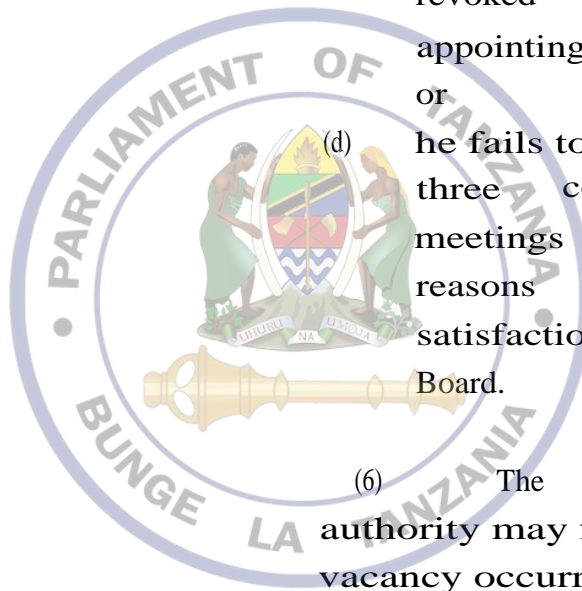 revoked
appointing
or
(d) he fails to
three
meetings
reasons
satisfactio
Board.
(6) The
authority may
vacancy occurr
PARLIAMENT OF TANZANIA
UHURU NA UMOJA
BUNGE LA TANZANIA